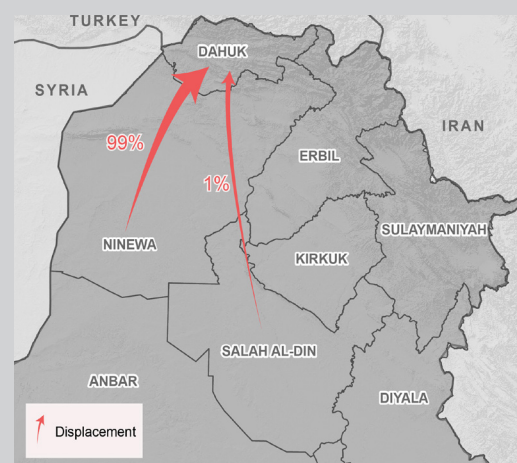 TURKEY
DAHUK
SYRIA
IRAN
99%
ERBIL
1%
SULAYMANIYAH
NINEWA
KIRKUK
SALAH AL-DIN
ANBAR
DIYALA
Displacement